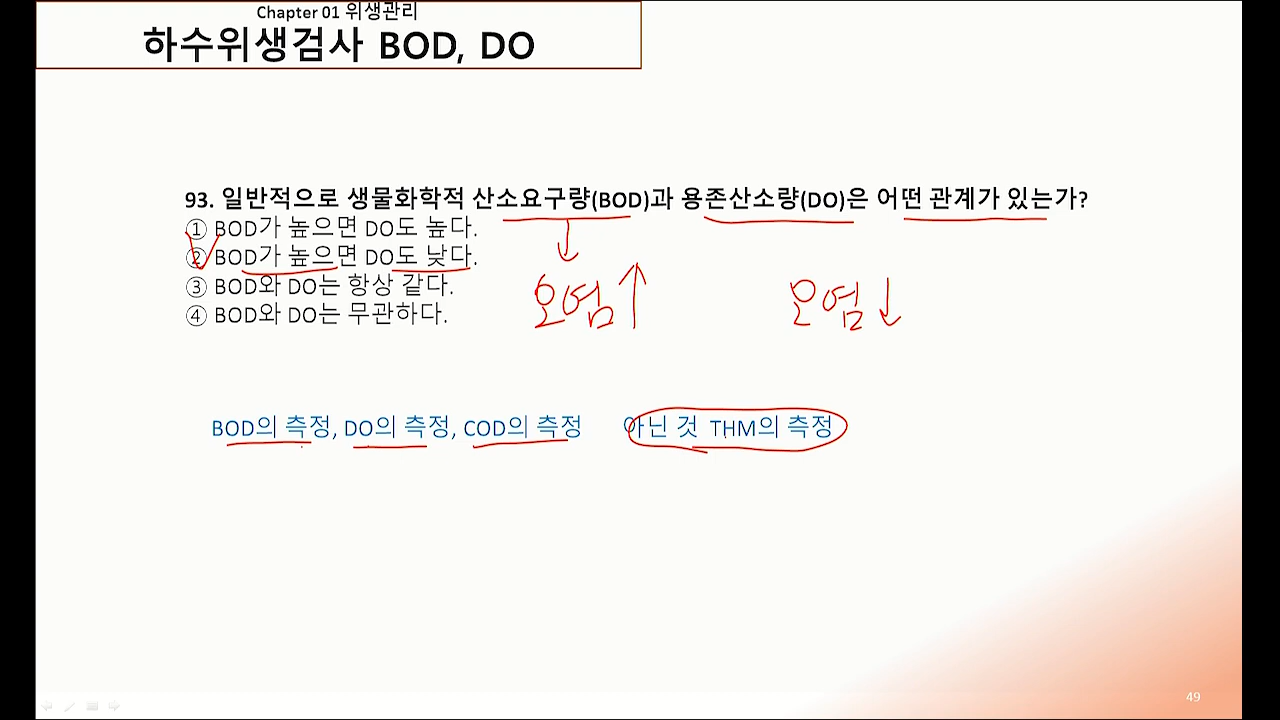 Chapter 01 위생관리
하수위생검사 BOD, DO
93. 일반적으로 생물화학적 산소요구량(BOD)과 용존산소량(DO)은 어떤 관계가 있는가?
① BOD가 높으면 DO도 높다.
② BOD가 높으면 DO도 낮다.
③ BOD와 DO는 항상 같다.
④ BOD와 DO는 무관하다.
오염↑ 오염↓
BOD의 측정, DO의 측정, COD의 측정 아닌 것 THM의 측정
49